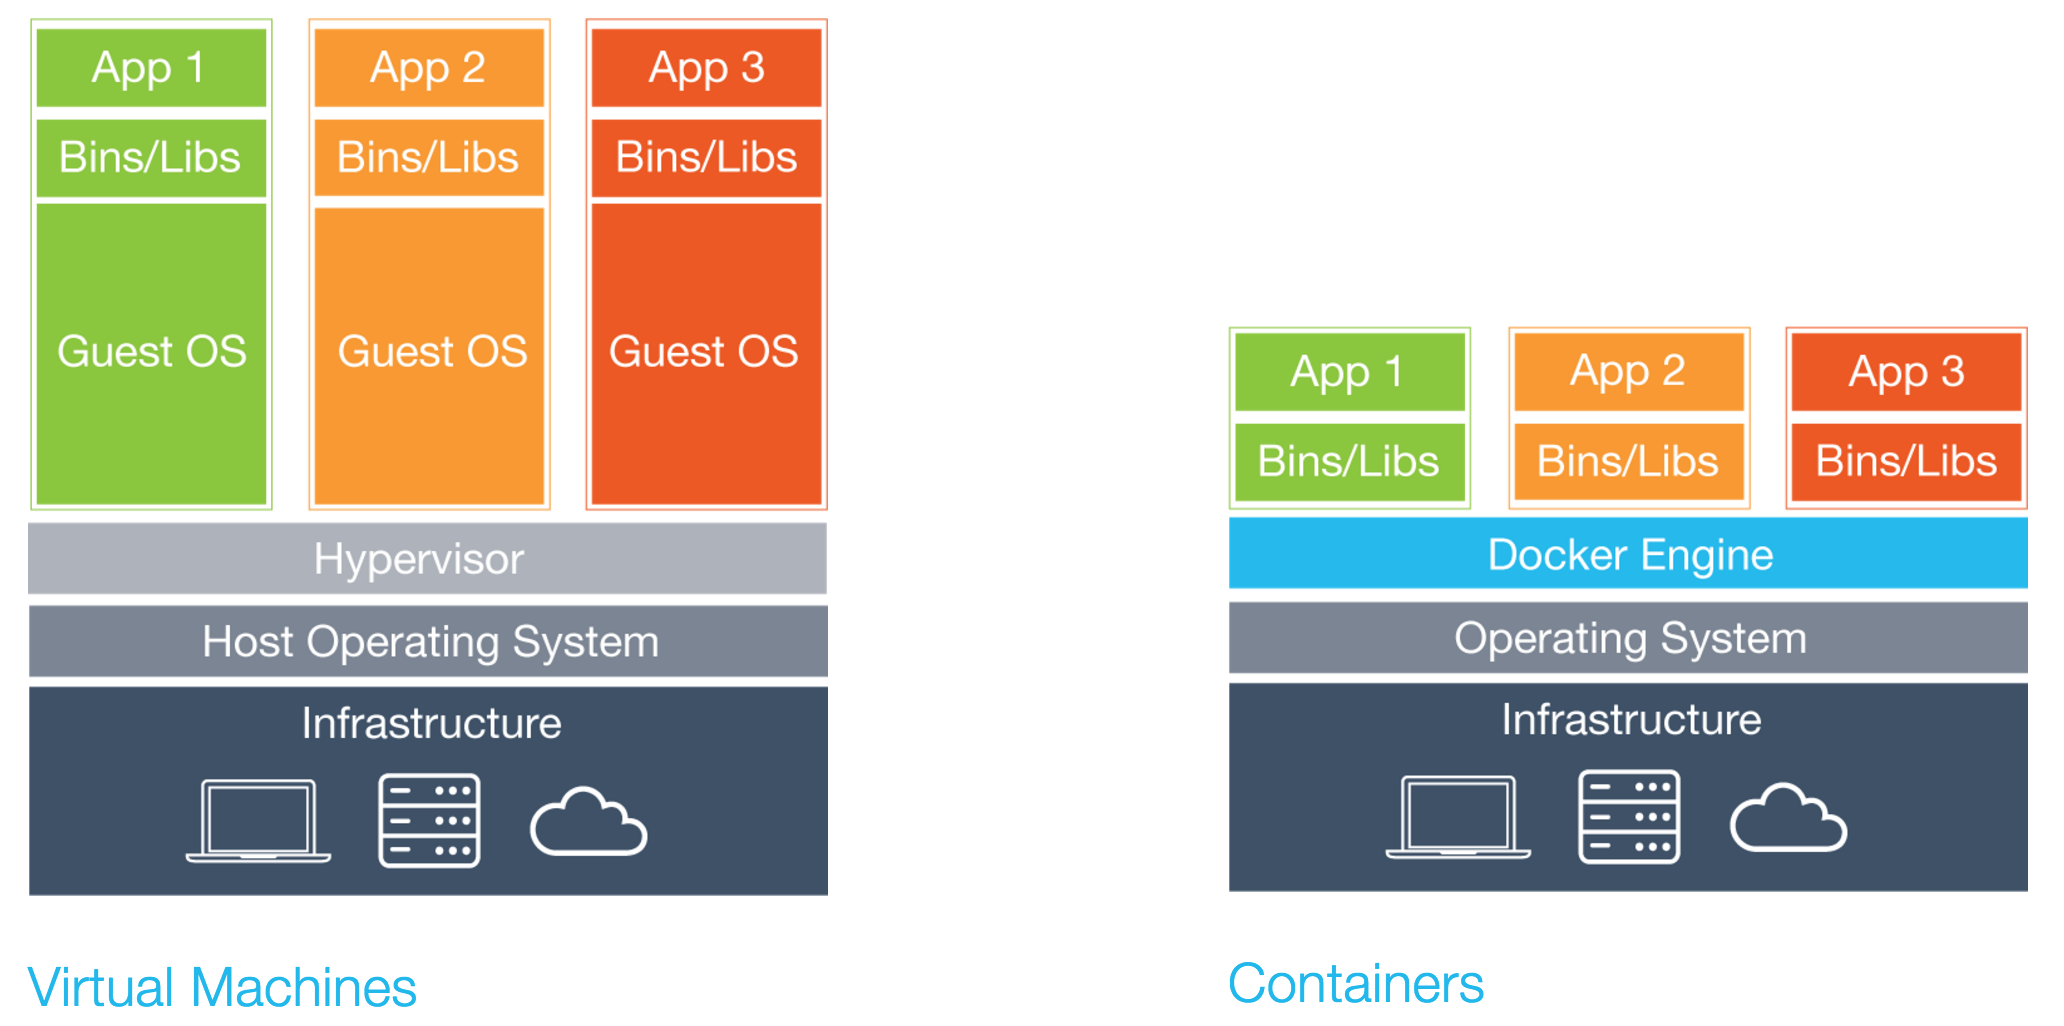 App 1
App 2
App 3
Bins/Libs
Bins/Libs
Bins/Libs
Guest OS
Guest OS
Guest OS
Hypervisor
Host Operating System
Infrastructure
Virtual Machines
App 1
App 2
App 3
Bins/Libs
Bins/Libs
Bins/Libs
Docker Engine
Operating System
Infrastructure
Containers